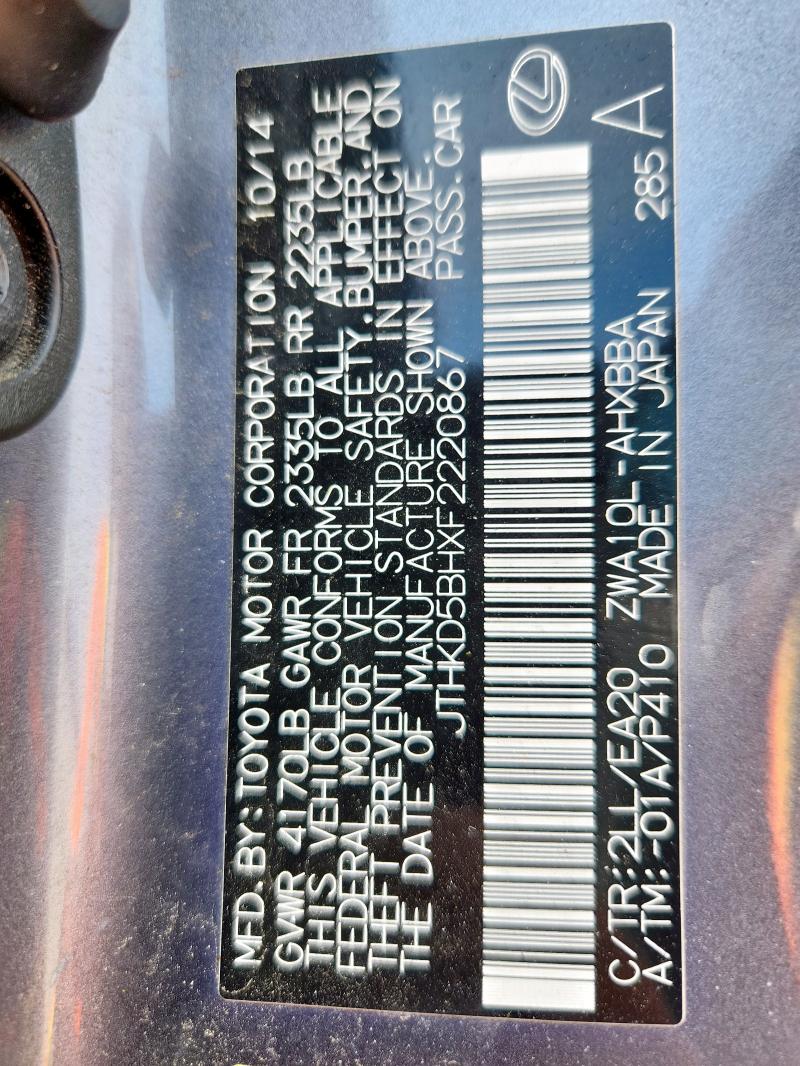 MFD. BY: TOYOTA MOTOR CORPORATION 10/14
GVWR 4170LB GAWR FR 2335LB RR 2235LB
THIS VEHICLE CONFORMS TO ALL APPLICABLE
FEDERAL MOTOR VEHICLE SAFETY, BUMPER, AND
THEFT PREVENTION STANDARDS IN EFFECT ON
THE DATE OF MANUFACTURE SHOWN ABOVE.
JTHKD5BHXF2220867 PASS. CAR
C/TR: 2LL/EA20 ZWA10L-AHXBBA 285 A
A/TM: -01A/P410 MADE IN JAPAN